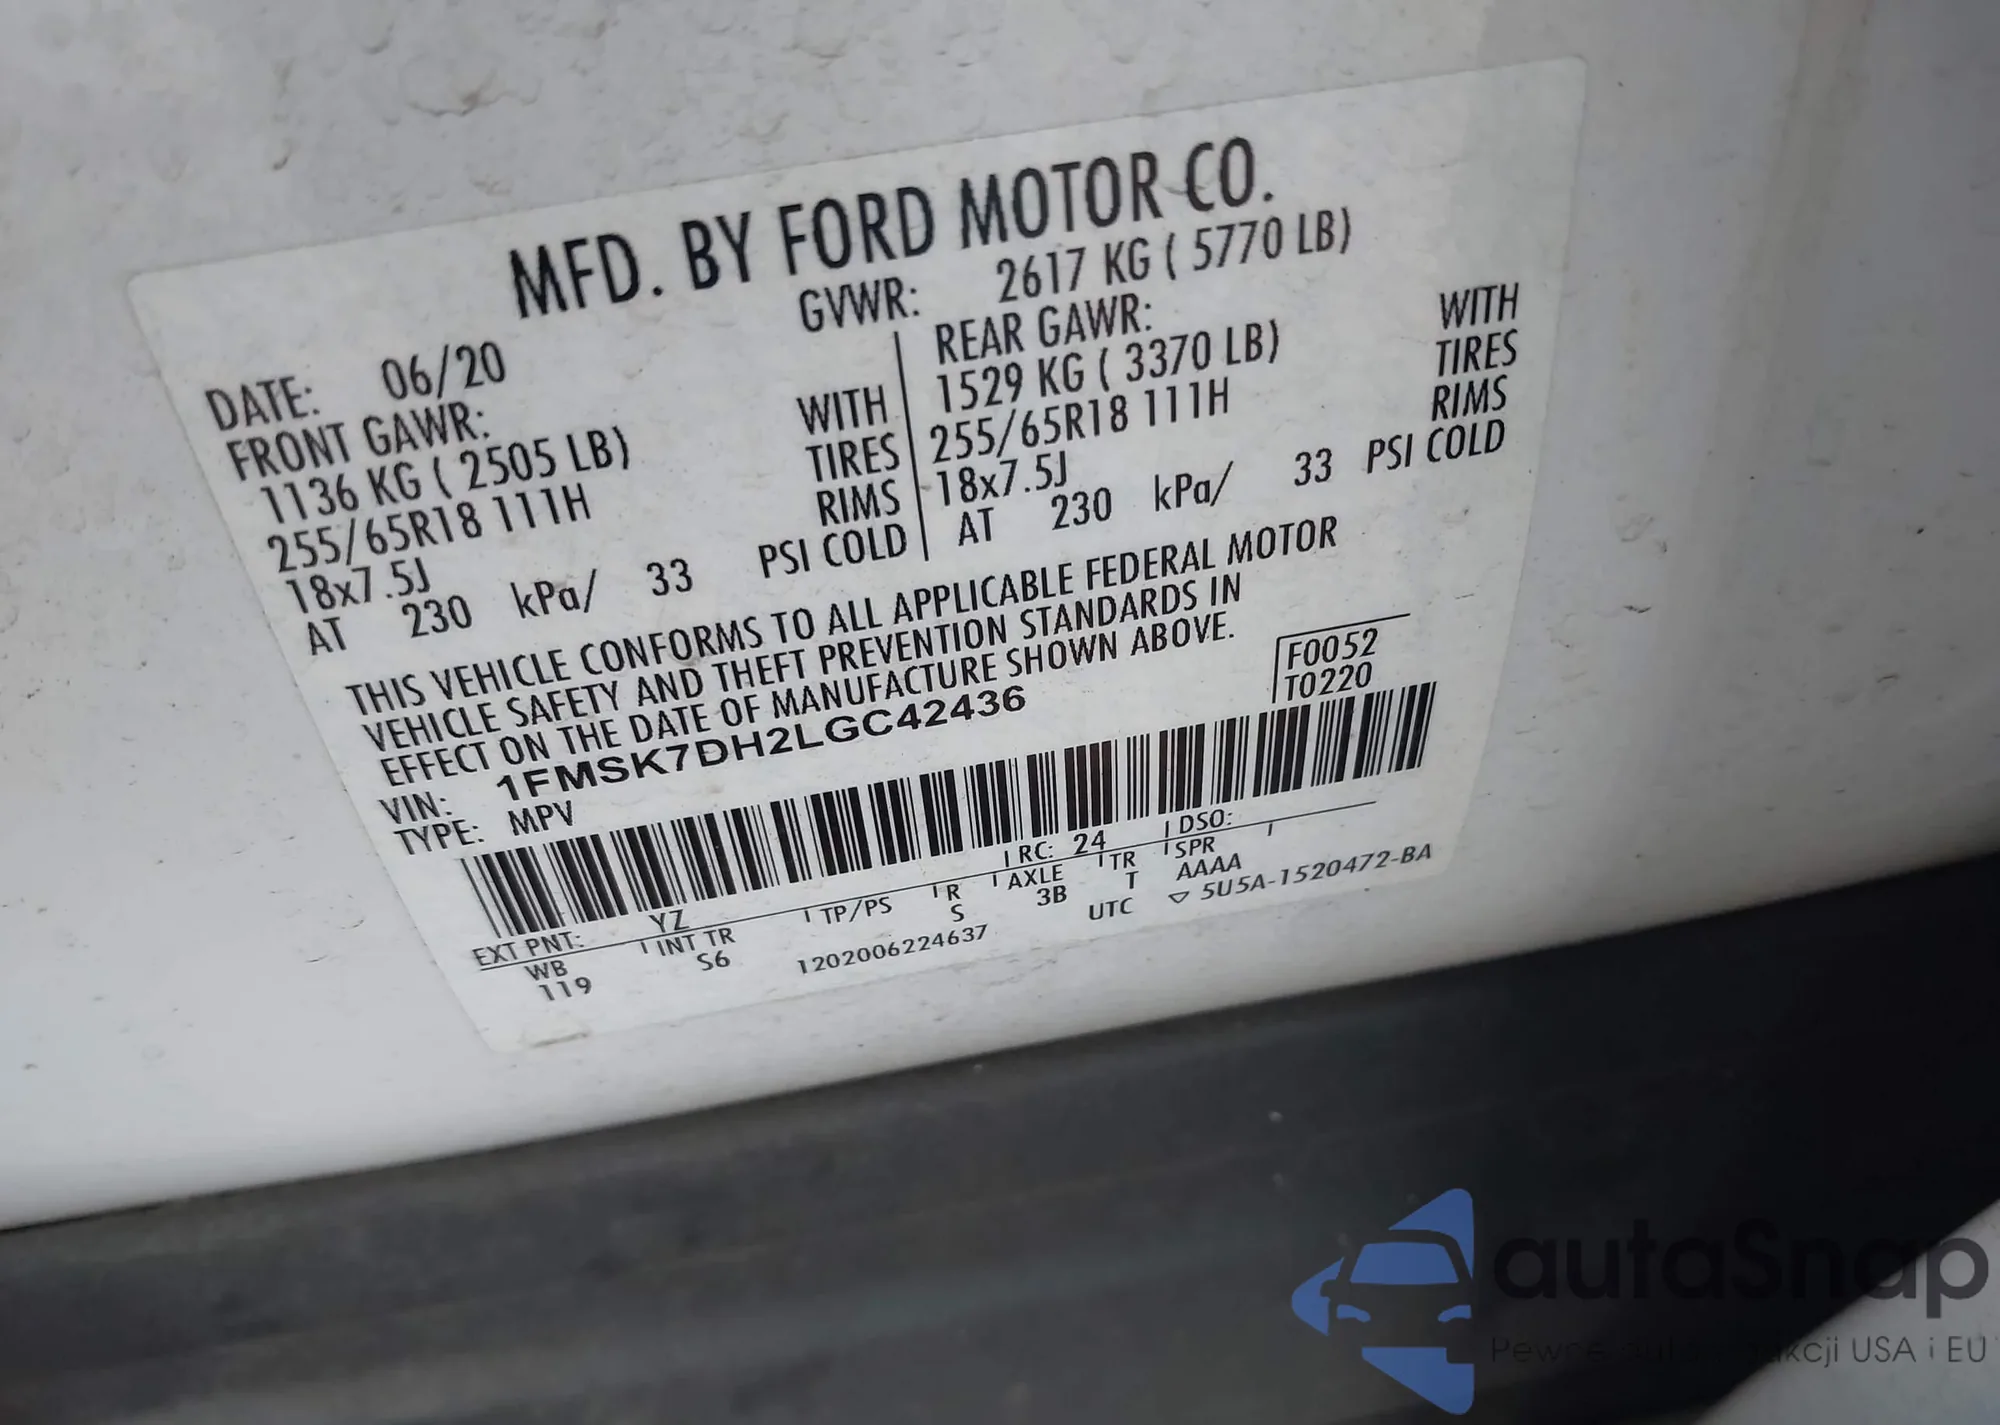 MFD. BY FORD MOTOR CO.
DATE: 06/20 GVWR: 2617 KG ( 5770 LB)
FRONT GAWR: REAR GAWR:
1136 KG ( 2505 LB) WITH 1529 KG ( 3370 LB) WITH
255/65R18 111H TIRES 255/65R18 111H TIRES
18x7.5J RIMS 18x7.5J RIMS
AT 230 kPa/ 33 PSI COLD AT 230 kPa/ 33 PSI COLD
THIS VEHICLE CONFORMS TO ALL APPLICABLE FEDERAL MOTOR
VEHICLE SAFETY AND THEFT PREVENTION STANDARDS IN
EFFECT ON THE DATE OF MANUFACTURE SHOWN ABOVE.
F0052
T0220
VIN: 1FMSK7DH2LGC42436
TYPE: MPV
EXT PNT: YZ RC: 24 DSO:
WB INT TR TP/PS R AXLE TR SPR
119 S6 S 3B T AAAA
1202006224637 UTC ▽ 5U5A-1520472-BA
autaSnap
Pewne auta z aukcji USA i EU